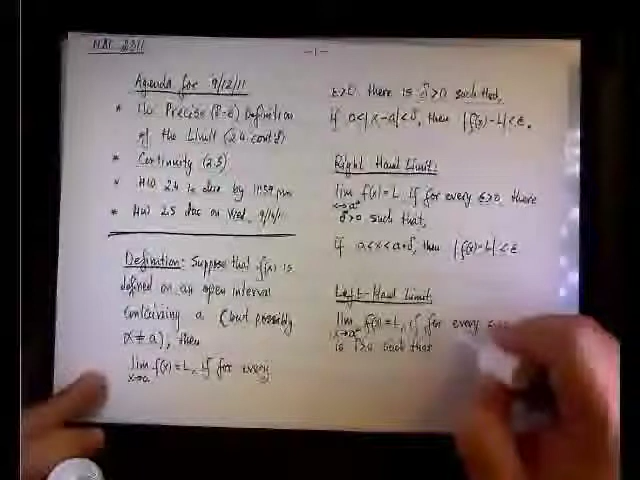 MAC 2311
-1-
Agenda for 9/12/11
* The Precise (δ-ε) Definition
of the Limit (2.4 cont'd)
* Continuity (2.5)
* HW 2.4 is due by 11:59 pm
* HW 2.5 due on Wed. 9/14/11
Definition: Suppose that f(x) is
defined on an open interval
containing a (but possibly
x≠a), then
lim f(x)=L, if for every
x→a
ε>0 there is δ>0 such that,
if 0<|x-a|<δ, then |f(x)-L|<ε.
Right Hand Limit:
lim f(x)=L if for every ε>0, there
x→a⁺
δ>0 such that,
if a<x<a+δ, then |f(x)-L|<ε
Left-Hand Limit:
lim f(x)=L, if for every
x→a⁻
is δ>0 such that